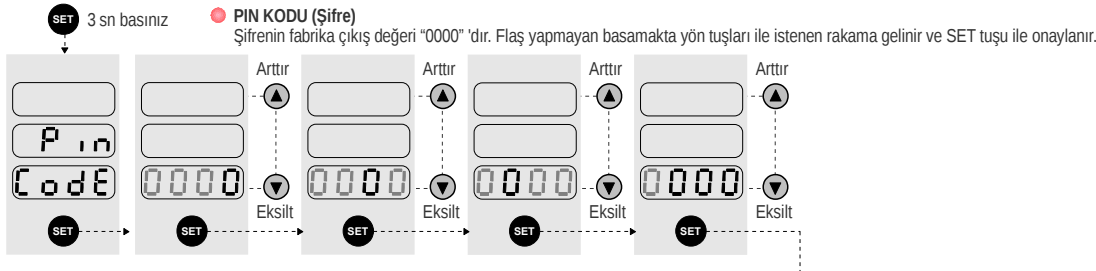 SET 3 sn basınız
PIN KODU (Şifre)
Şifrenin fabrika çıkış değeri “0000” 'dır. Flaş yapmayan basamakta yön tuşları ile istenen rakama gelinir ve SET tuşu ile onaylanır.
Arttır Arttır Arttır Arttır
P in
CodE 0000 0000 0000 0000
Eksilt Eksilt Eksilt Eksilt
SET SET SET SET SET